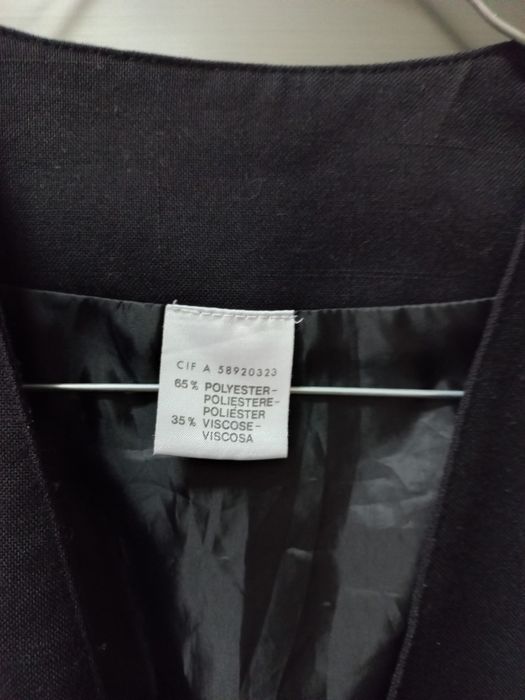 CIF A 58920323
65% POLYESTER-
POLIESTERE-
POLIÉSTER
35% VISCOSE-
VISCOSA